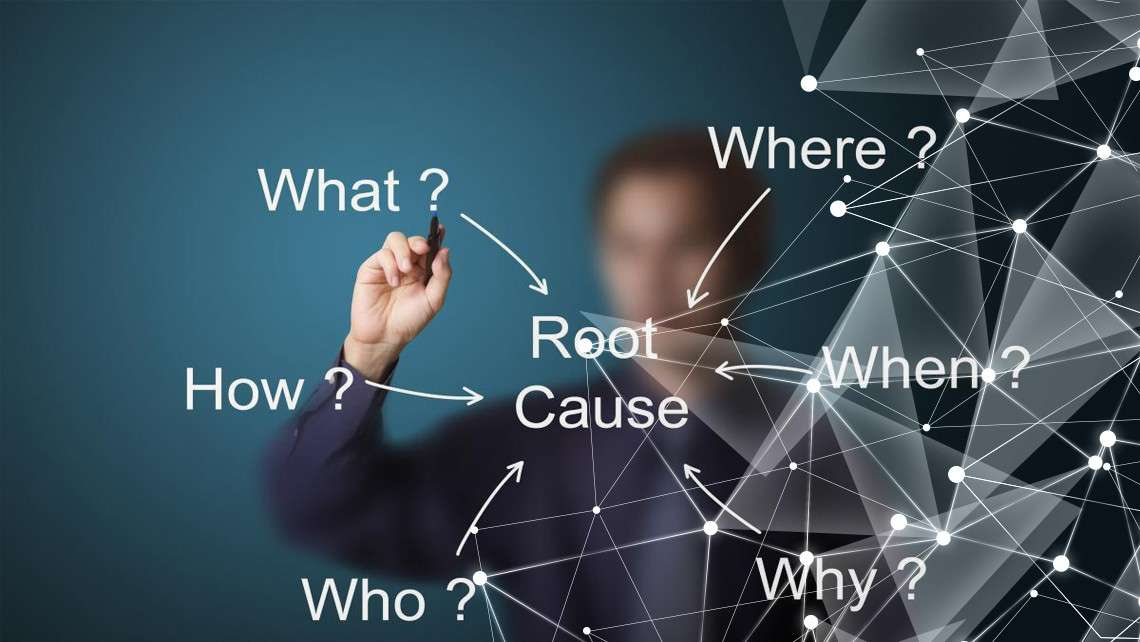 Where ?
What ?
Root
Cause
When ?
How ?
Why ?
Who ?